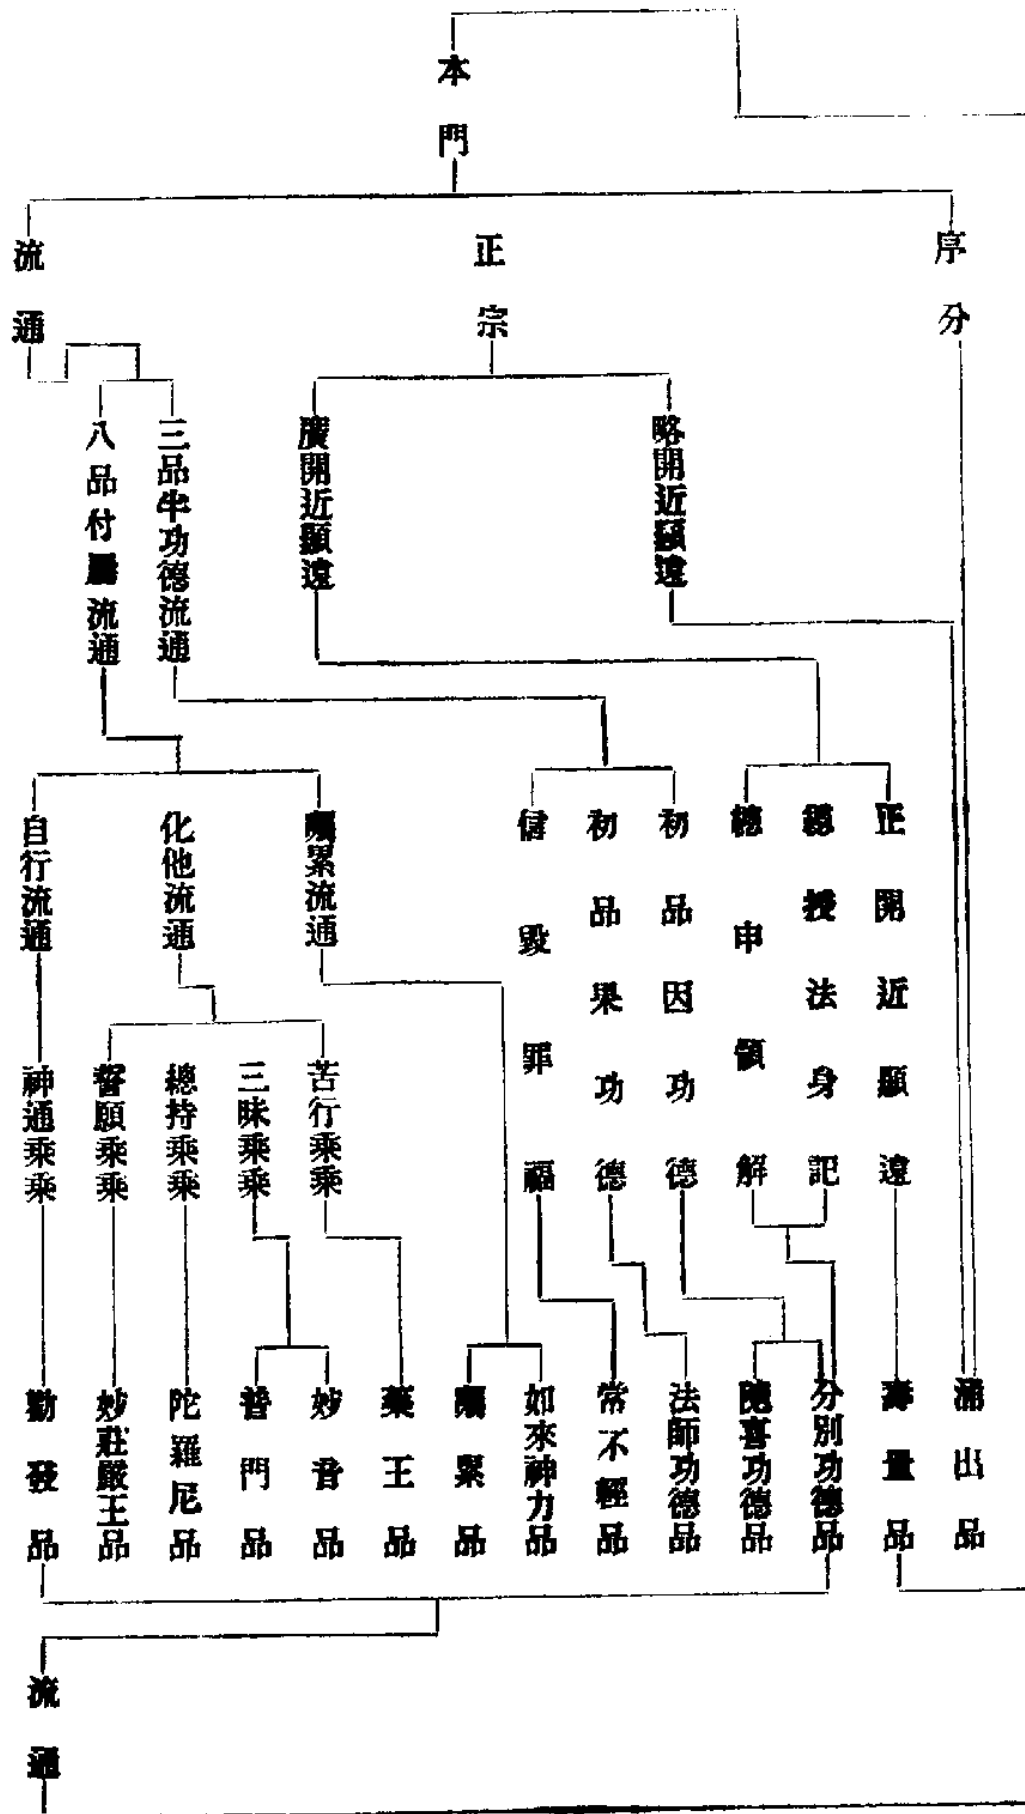 本門
序分
正宗
流通
略開近顯遠
廣開近顯遠
三品半功德流通
八品付屬流通
正開近顯遠
總授法身記
總申領解
初品因功德
初品果功德
信毀罪福
囑累流通
化他流通
自行流通
苦行乘乘
三昧乘乘
總持乘乘
誓願乘乘
神通乘乘
涌出品
壽量品
分別功德品
隨喜功德品
法師功德品
常不輕品
如來神力品
囑累品
藥王品
妙音品
普門品
陀羅尼品
妙莊嚴王品
勸發品
流通